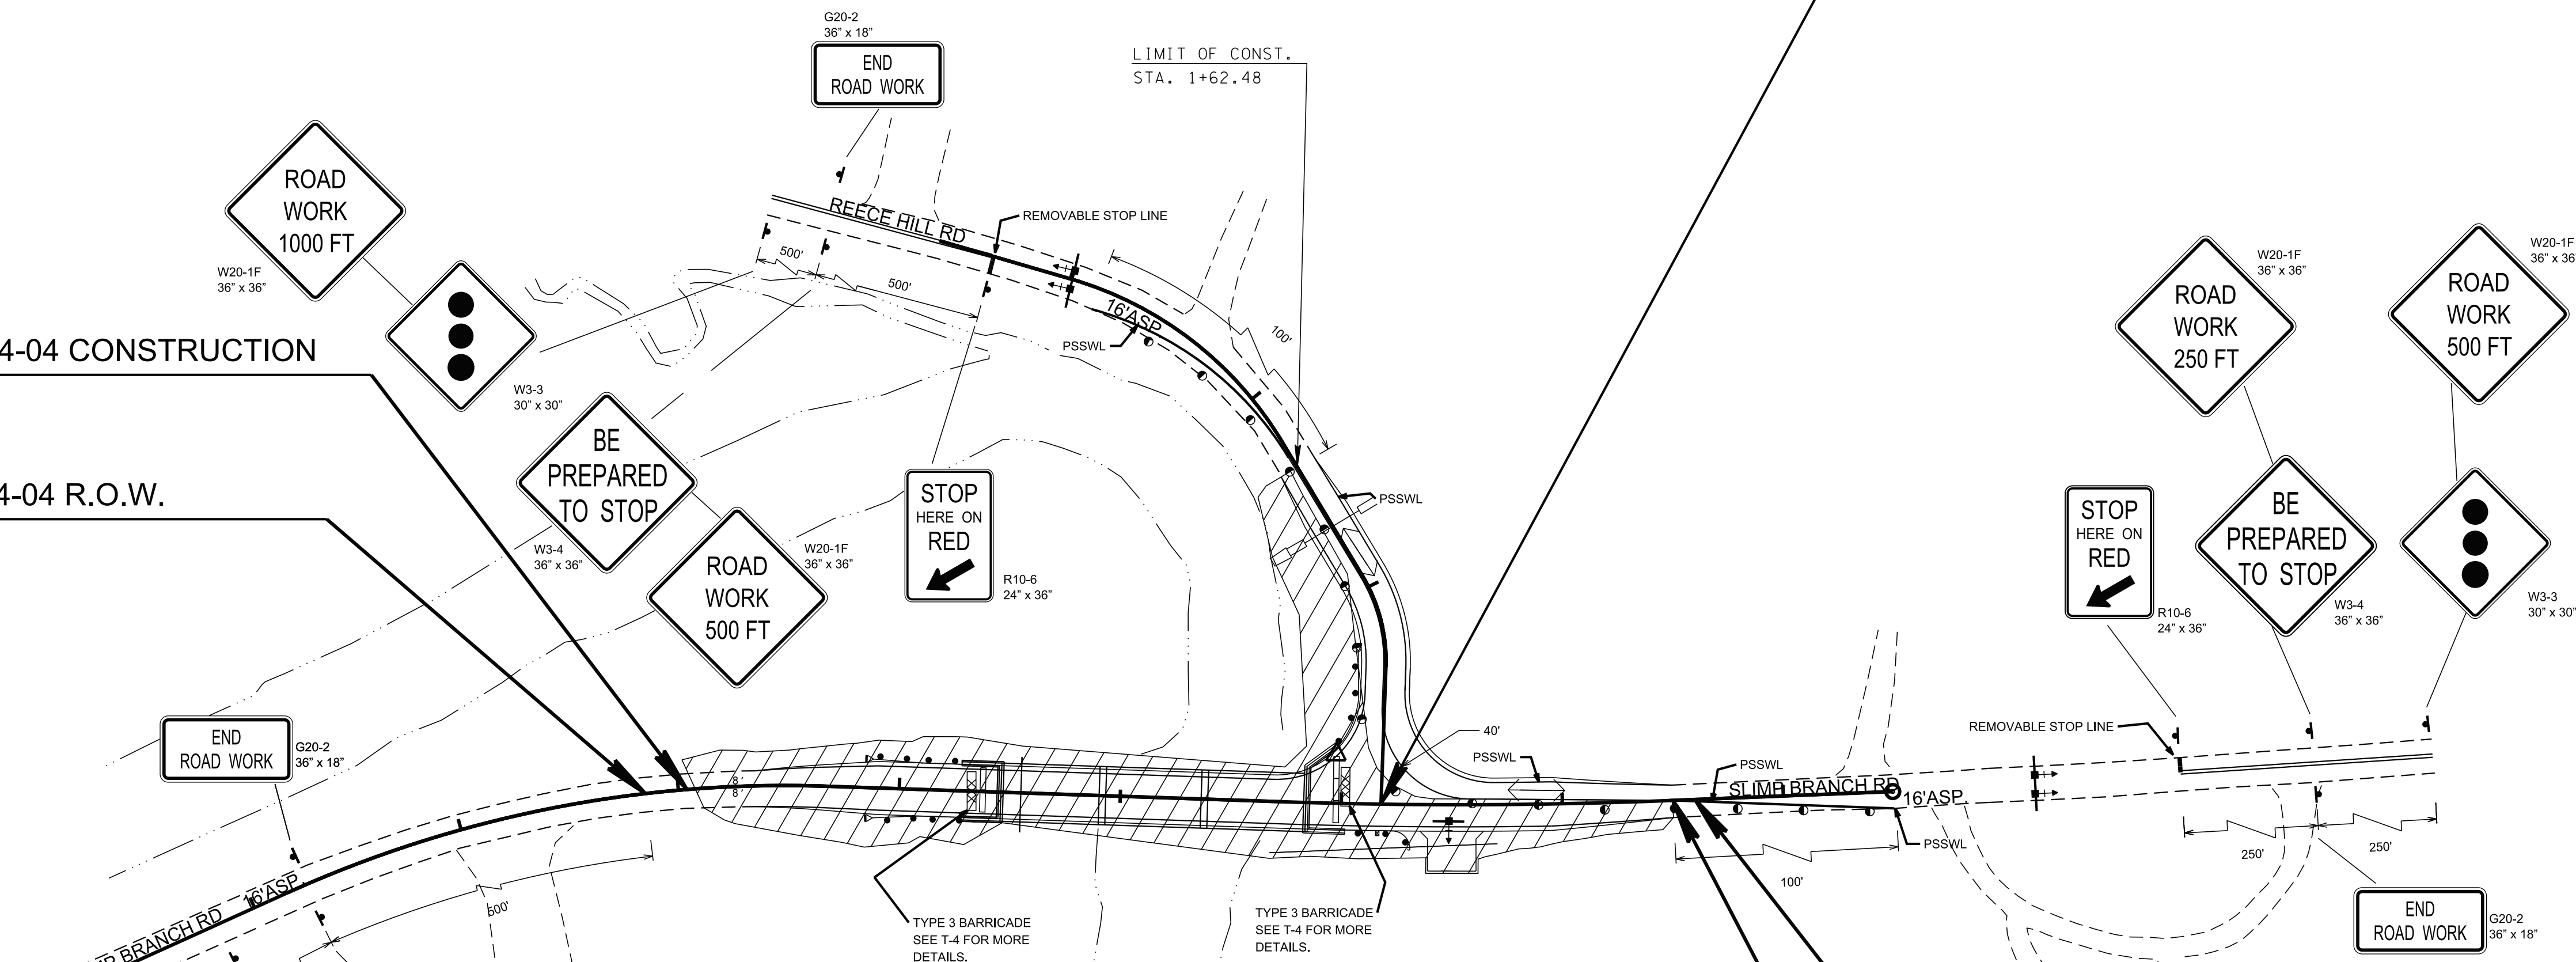 G20-2
36" x 18"
END
ROAD WORK
LIMIT OF CONST.
STA. 1+62.48
ROAD
WORK
1000 FT
W20-1F
36" x 36"
W3-3
30" x 30"
4-04 CONSTRUCTION
4-04 R.O.W.
BE
PREPARED
TO STOP
W3-4
36" x 36"
ROAD
WORK
500 FT
W20-1F
36" x 36"
STOP
HERE ON
RED
R10-6
24" x 36"
REECE HILL RD
REMOVABLE STOP LINE
500'
500'
16'ASP.
PSSWL
100'
PSSWL
W20-1F
36" x 36"
ROAD
WORK
250 FT
W20-1F
36" x 36"
ROAD
WORK
500 FT
STOP
HERE ON
RED
R10-6
24" x 36"
BE
PREPARED
TO STOP
W3-4
36" x 36"
W3-3
30" x 30"
END
ROAD WORK
G20-2
36" x 18"
8'
8'
40'
PSSWL
PSSWL
REMOVABLE STOP LINE
SLIMP BRANCH RD
16'ASP.
PSSWL
100'
250'
250'
16'ASP.
500'
BRANCH RD
TYPE 3 BARRICADE
SEE T-4 FOR MORE
DETAILS.
TYPE 3 BARRICADE
SEE T-4 FOR MORE
DETAILS.
END
ROAD WORK
G20-2
36" x 18"